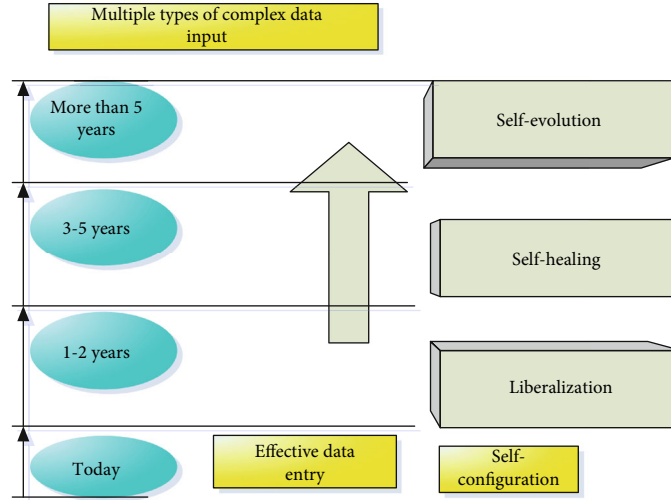 Multiple types of complex data
input
More than 5
years
Self-evolution
3-5 years
Self-healing
1-2 years
Liberalization
Today
Effective data
entry
Self-
configuration